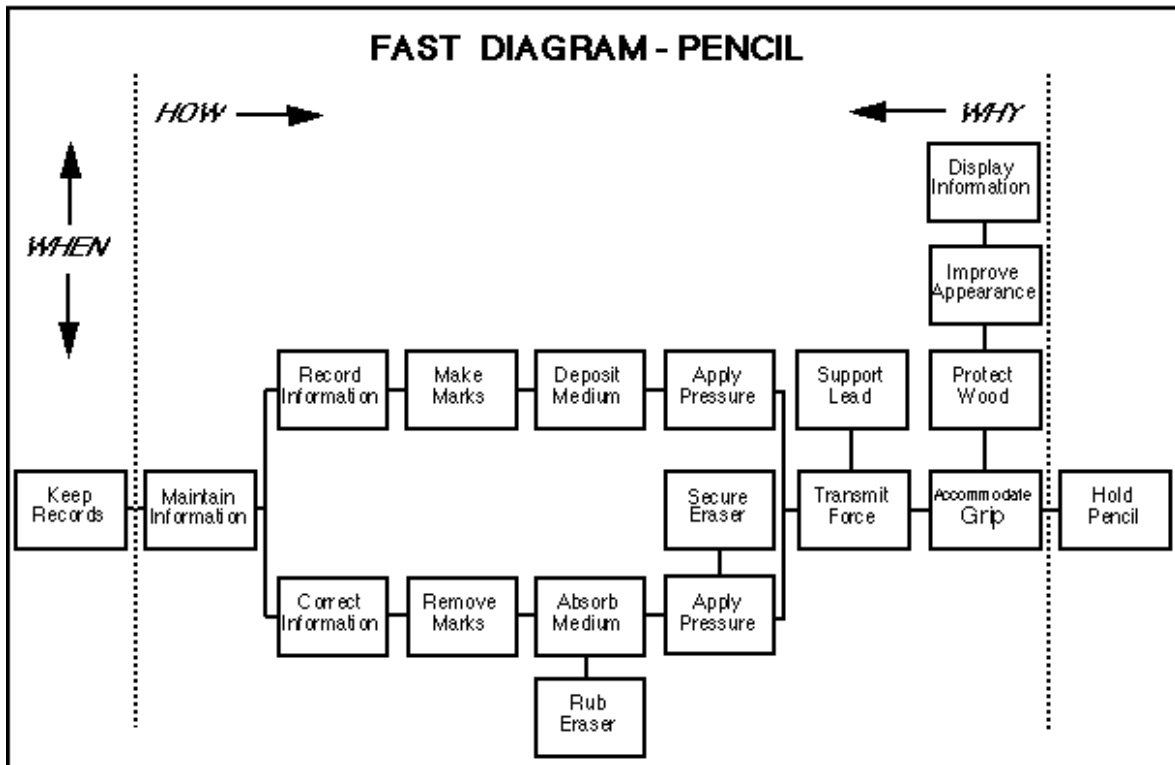 FAST DIAGRAM - PENCIL
HOW
WHY
WHEN
Display
Information
Improve
Appearance
Record
Information
Make
Marks
Deposit
Medium
Apply
Pressure
Support
Lead
Protect
Wood
Keep
Records
Maintain
Information
Secure
Eraser
Transmit
Force
Accommodate
Grip
Hold
Pencil
Correct
Information
Remove
Marks
Absorb
Medium
Apply
Pressure
Rub
Eraser